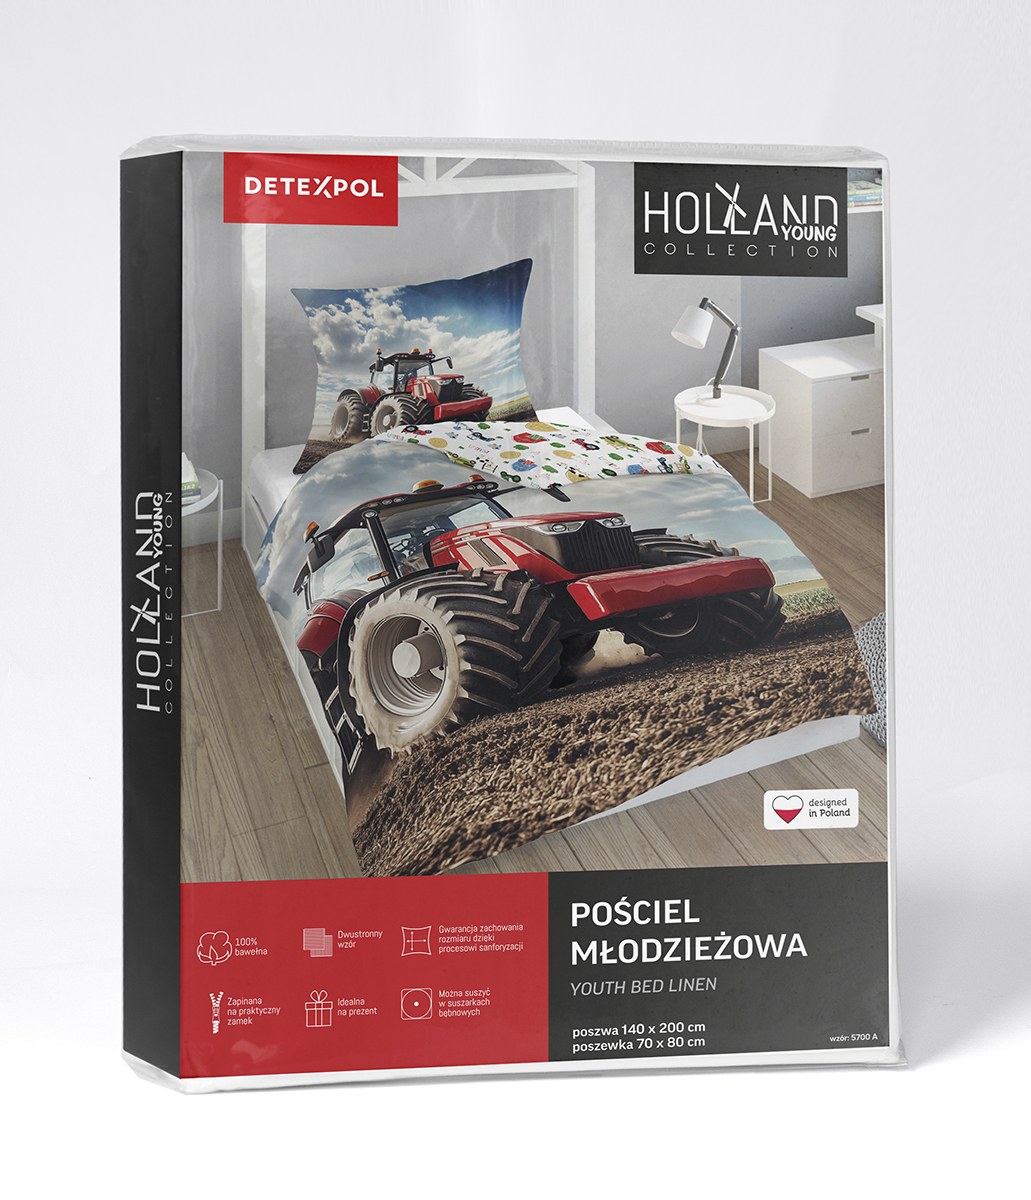 DETEXPOL
HOLLAND
YOUNG
COLLECTION
HOLLAND
YOUNG
COLLECTION
designed
in Poland
100%
bawełna
Dwustronny
wzór
Gwarancja zachowania
rozmiaru dzięki
procesowi sanforyzacji
Zapinana
na praktyczny
zamek
Idealna
na prezent
Można suszyć
w suszarkach
bębnowych
POŚCIEL
MŁODZIEŻOWA
YOUTH BED LINEN
poszwa 140 x 200 cm
poszewka 70 x 80 cm
wzór: 5700 A